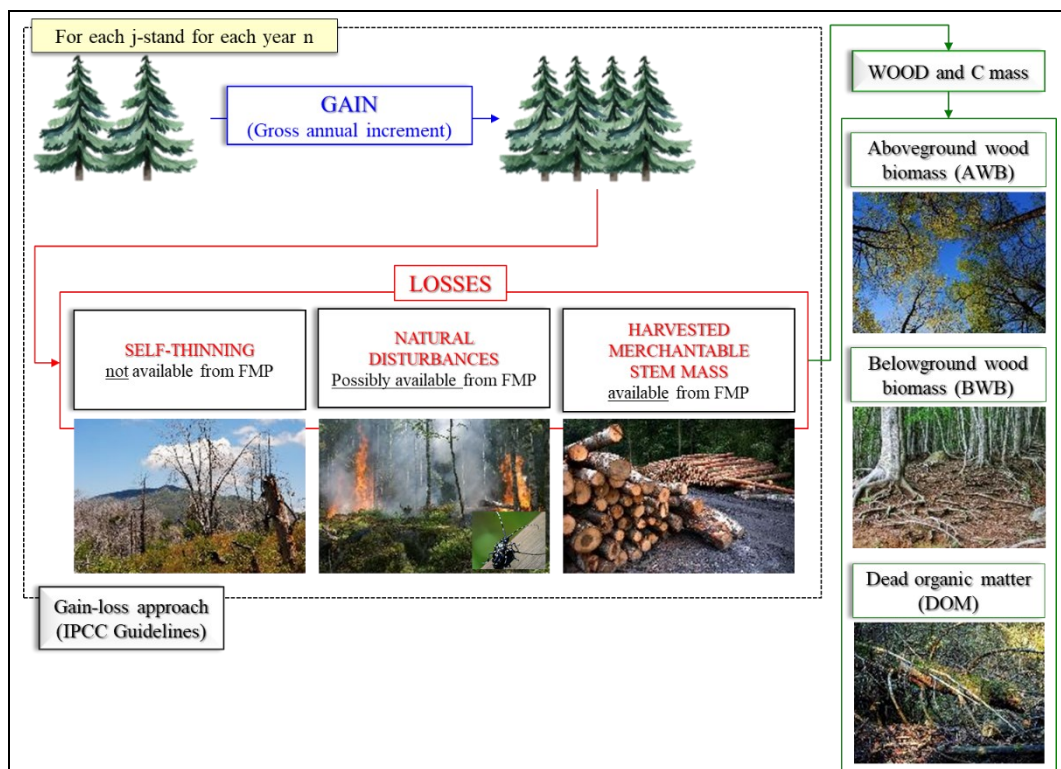 For each j-stand for each year n
GAIN
(Gross annual increment)
LOSSES
SELF-THINNING
not available from FMP
NATURAL
DISTURBANCES
Possibly available from FMP
HARVESTED
MERCHANTABLE
STEM MASS
available from FMP
Gain-loss approach
(IPCC Guidelines)
WOOD and C mass
Aboveground wood
biomass (AWB)
Belowground wood
biomass (BWB)
Dead organic matter
(DOM)